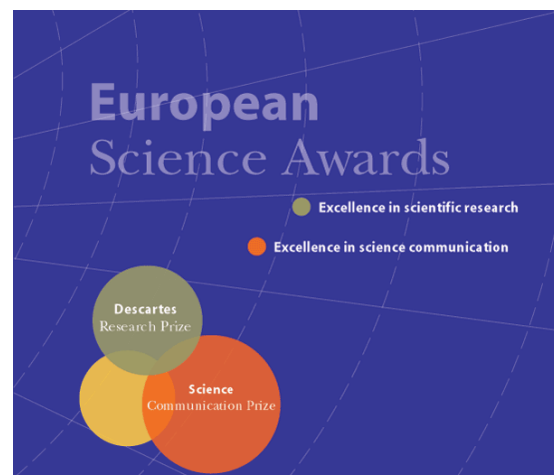 European
Science Awards
Excellence in scientific research
Excellence in science communication
Descartes
Research Prize
Science
Communication Prize